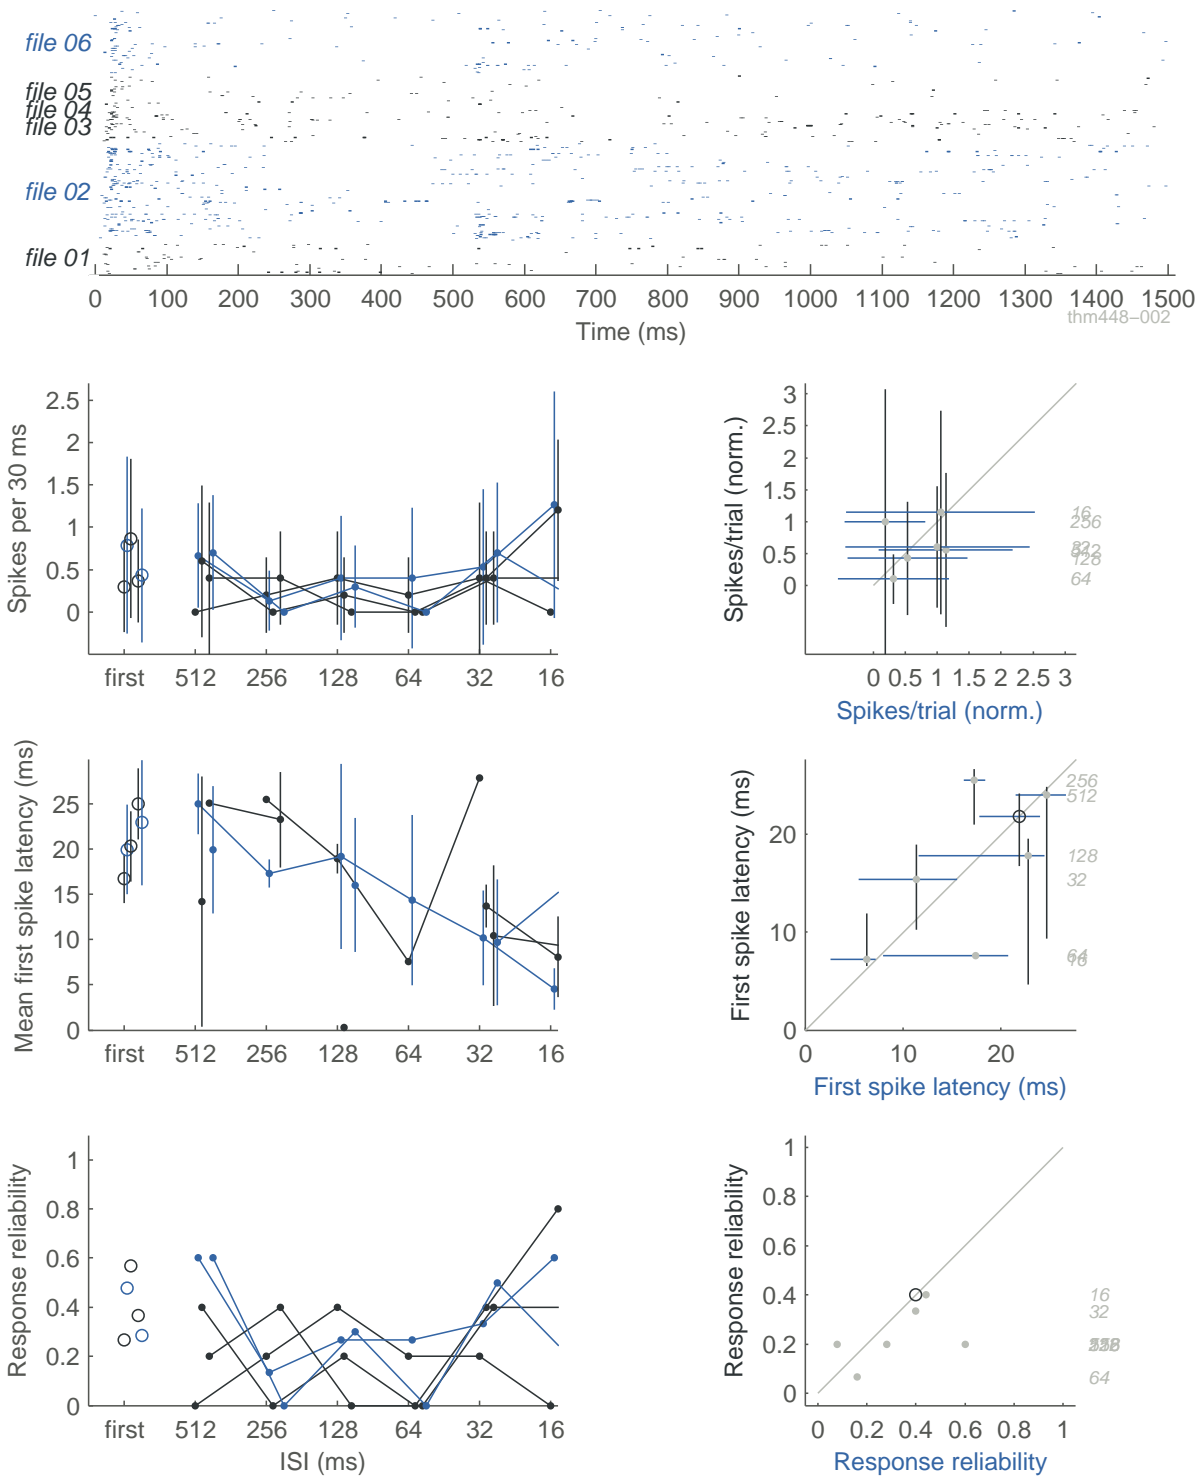 file 06
file 05
file 04
file 03
file 02
file 01
0 100 200 300 400 500 600 700 800 900 1000 1100 1200 1300 1400 1500
Time (ms)
thm448−002
Spikes per 30 ms
2.5
2
1.5
1
0.5
0
first 512 256 128 64 32 16
Spikes/trial (norm.)
3
2.5
2
1.5
1
0.5
0
16
256
32
512
128
64
0 0.5 1 1.5 2 2.5 3
Spikes/trial (norm.)
Mean first spike latency (ms)
25
20
15
10
5
0
first 512 256 128 64 32 16
First spike latency (ms)
20
10
0
256
512
128
32
64
16
0 10 20
First spike latency (ms)
Response reliability
1
0.8
0.6
0.4
0.2
0
first 512 256 128 64 32 16
ISI (ms)
Response reliability
1
0.8
0.6
0.4
0.2
0
16
32
64
0 0.2 0.4 0.6 0.8 1
Response reliability